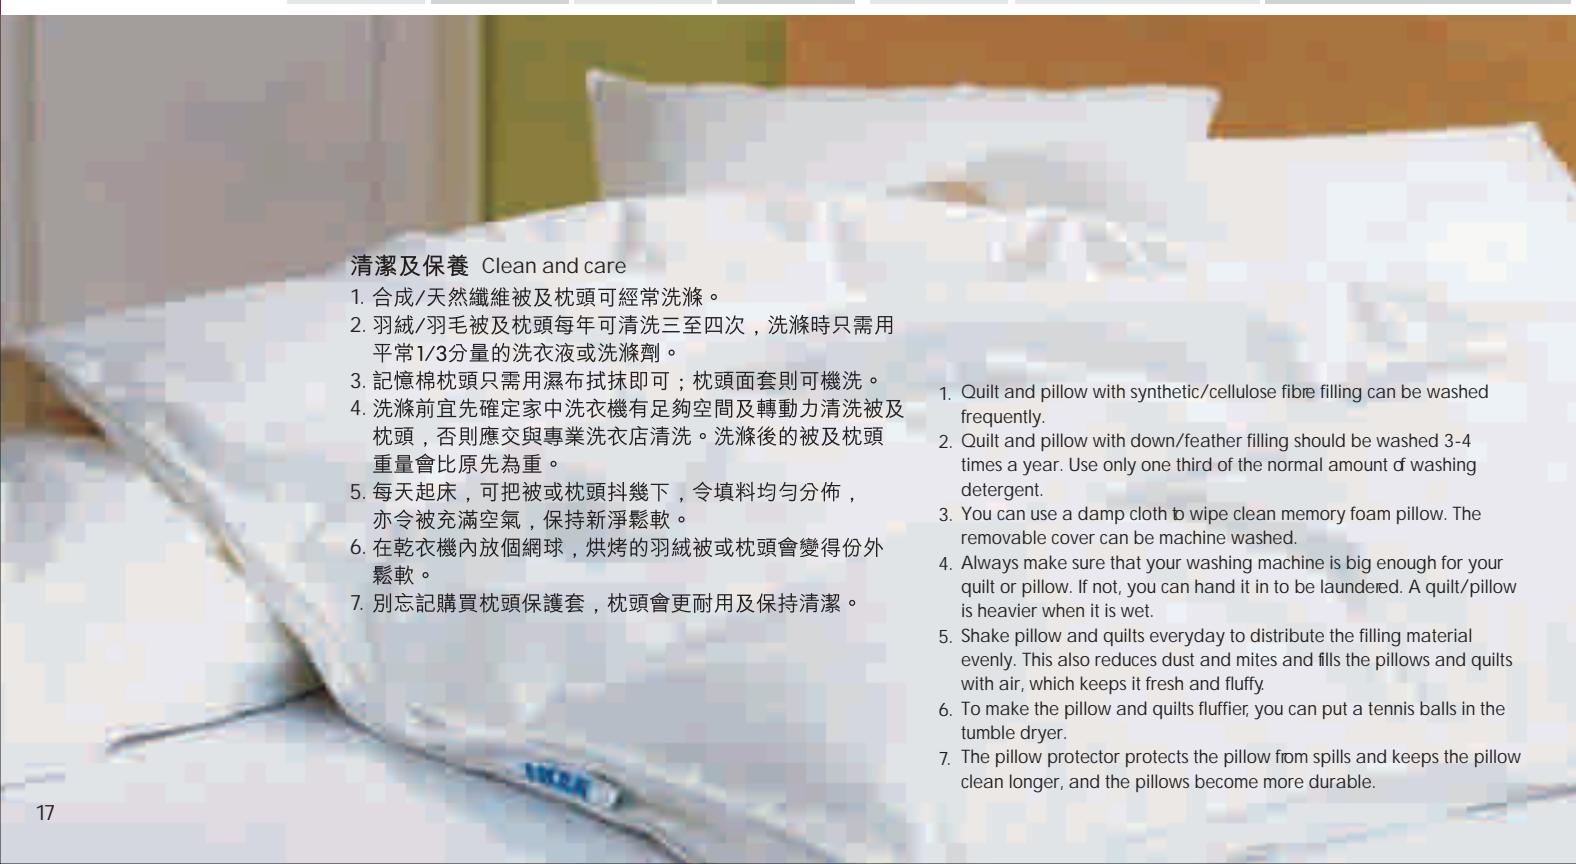 清潔及保養 Clean and care
1. 合成/天然纖維被及枕頭可經常洗滌。
2. 羽絨/羽毛被及枕頭每年可清洗三至四次，洗滌時只需用
平常1/3分量的洗衣液或洗滌劑。
3. 記憶棉枕頭只需用濕布拭抹即可；枕頭面套則可機洗。
4. 洗滌前宜先確定家中洗衣機有足夠空間及轉動力清洗被及
枕頭，否則應交與專業洗衣店清洗。洗滌後的被及枕頭
重量會比原先為重。
5. 每天起床，可把被或枕頭抖幾下，令填料均勻分佈，
亦令被充滿空氣，保持新淨鬆軟。
6. 在乾衣機內放個網球，烘烤的羽絨被或枕頭會變得份外
鬆軟。
7. 別忘記購買枕頭保護套，枕頭會更耐用及保持清潔。
1. Quilt and pillow with synthetic/cellulose fibre filling can be washed
frequently.
2. Quilt and pillow with down/feather filling should be washed 3-4
times a year. Use only one third of the normal amount of washing
detergent.
3. You can use a damp cloth to wipe clean memory foam pillow. The
removable cover can be machine washed.
4. Always make sure that your washing machine is big enough for your
quilt or pillow. If not, you can hand it in to be laundered. A quilt/pillow
is heavier when it is wet.
5. Shake pillow and quilts everyday to distribute the filling material
evenly. This also reduces dust and mites and fills the pillows and quilts
with air, which keeps it fresh and fluffy.
6. To make the pillow and quilts fluffier, you can put a tennis balls in the
tumble dryer.
7. The pillow protector protects the pillow from spills and keeps the pillow
clean longer, and the pillows become more durable.
IKEA
17